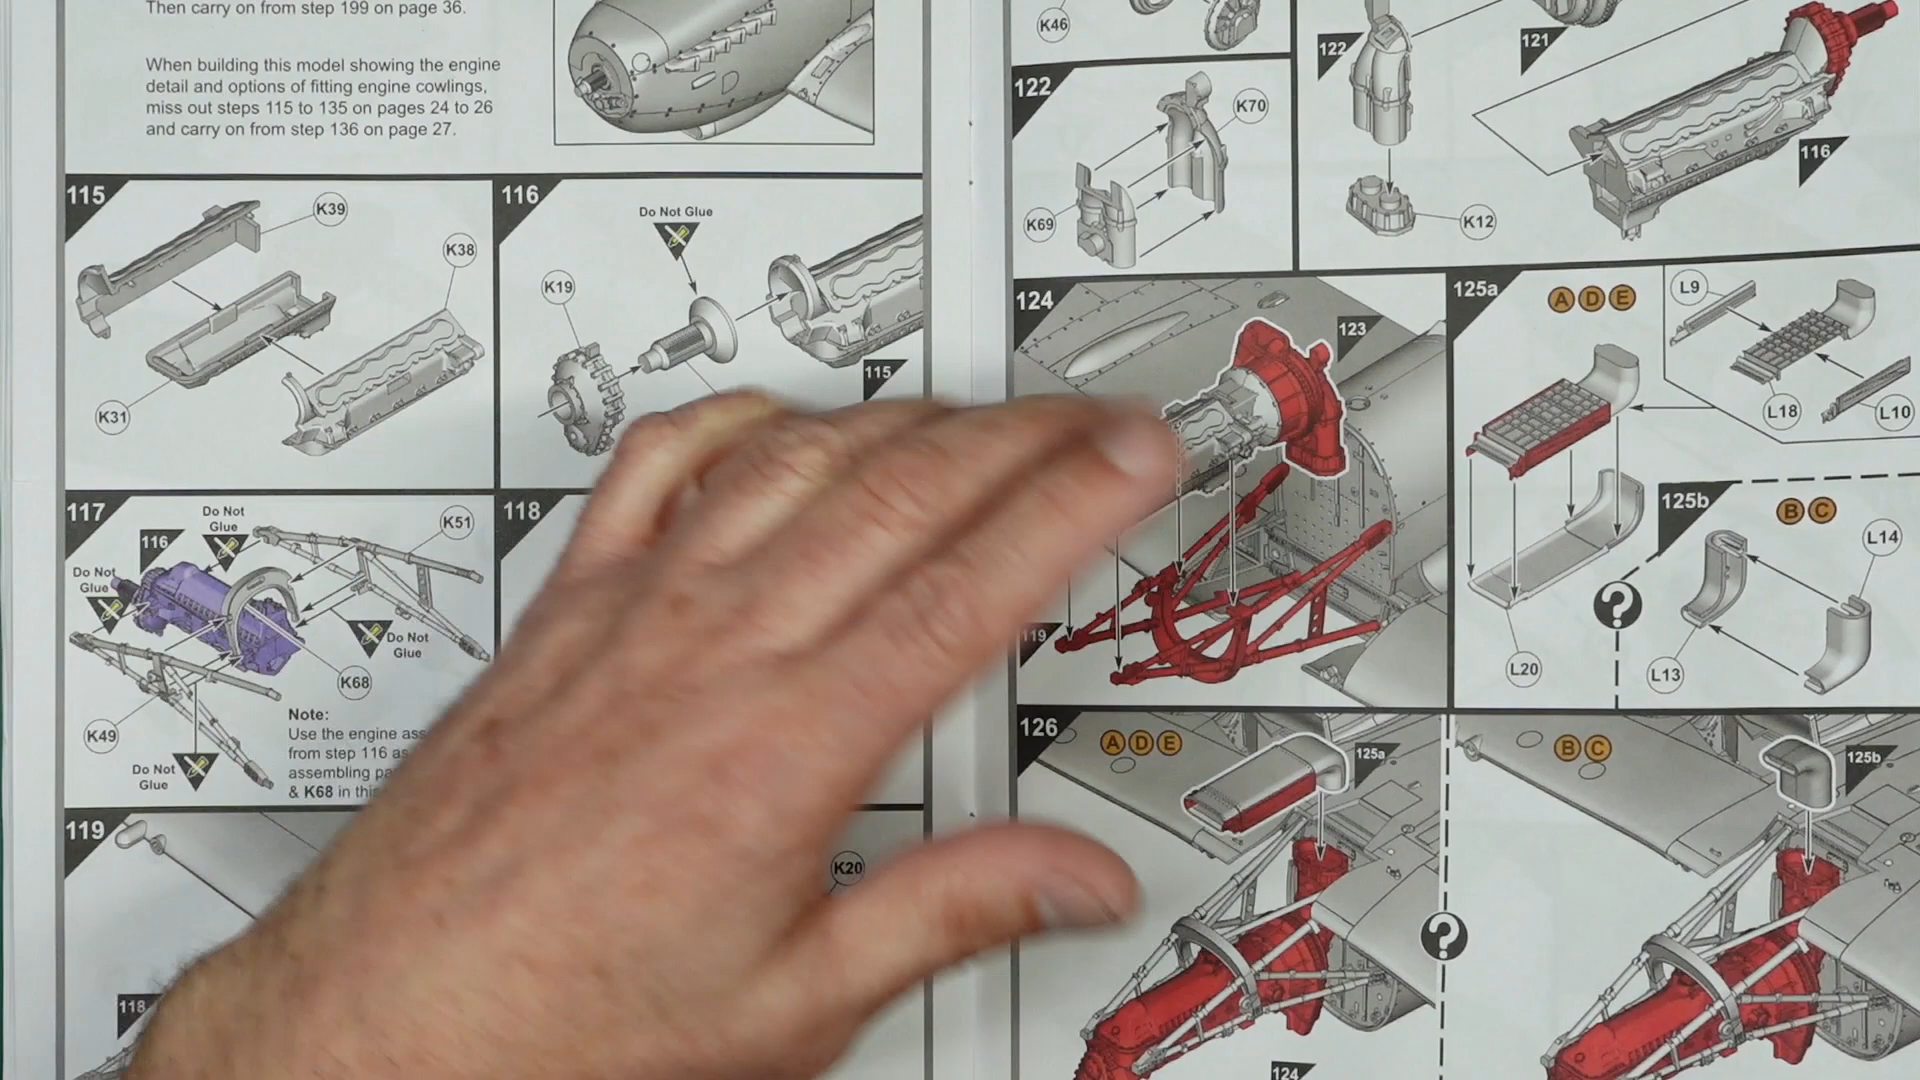 Then carry on from step 199 on page 36.
When building this model showing the engine
detail and options of fitting engine cowlings,
miss out steps 115 to 135 on pages 24 to 26
and carry on from step 136 on page 27.
115
K39
K38
K31
116
Do Not Glue
K19
115
117
116
Do Not
Glue
K51
Do Not
Glue
Do Not
Glue
K68
K49
Do Not
Glue
Note:
Use the engine
from step 116
assembling
& K68 in this
118
119
K20
118
K46
122
K70
K69
122
K12
121
116
124
123
119
125a
A D E
L9
L18
L10
L20
125b
B C
L14
L13
?
126
A D E
125a
124
?
B C
125b